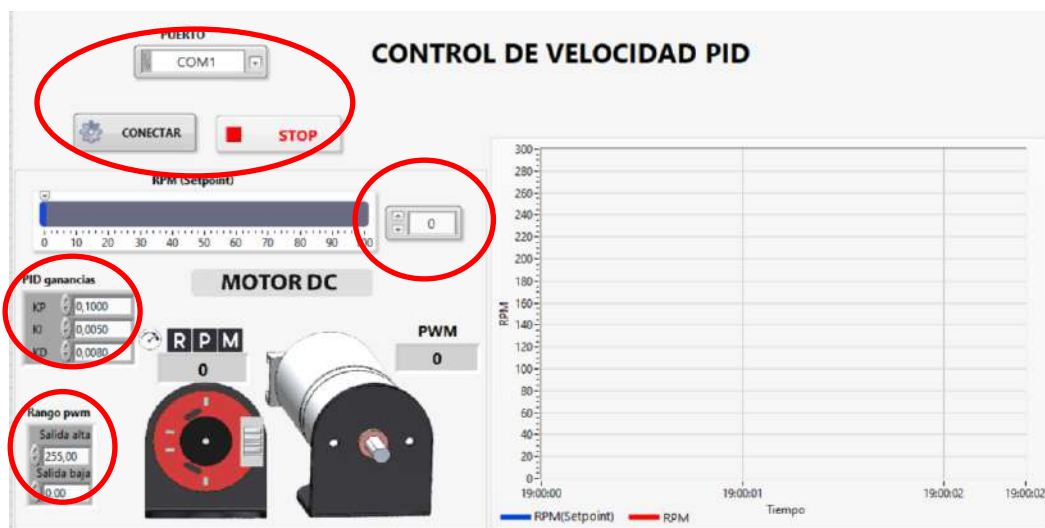 PUERTO
COM1
CONTROL DE VELOCIDAD PID
CONECTAR
STOP
RPM (Setpoint)
0 10 20 30 40 50 60 70 80 90 100
0
PID ganancias
KP 0,1000
KI 0,0050
KD 0,0080
MOTOR DC
RPM
0
PWM
0
Rango pwm
Salida alta
255,00
Salida baja
0,00
300
280
260
240
220
200
180
160
140
120
100
80
60
40
20
0
RPM
19:00:00 19:00:01 19:00:02 19:00:02
Tiempo
RPM(Setpoint) RPM